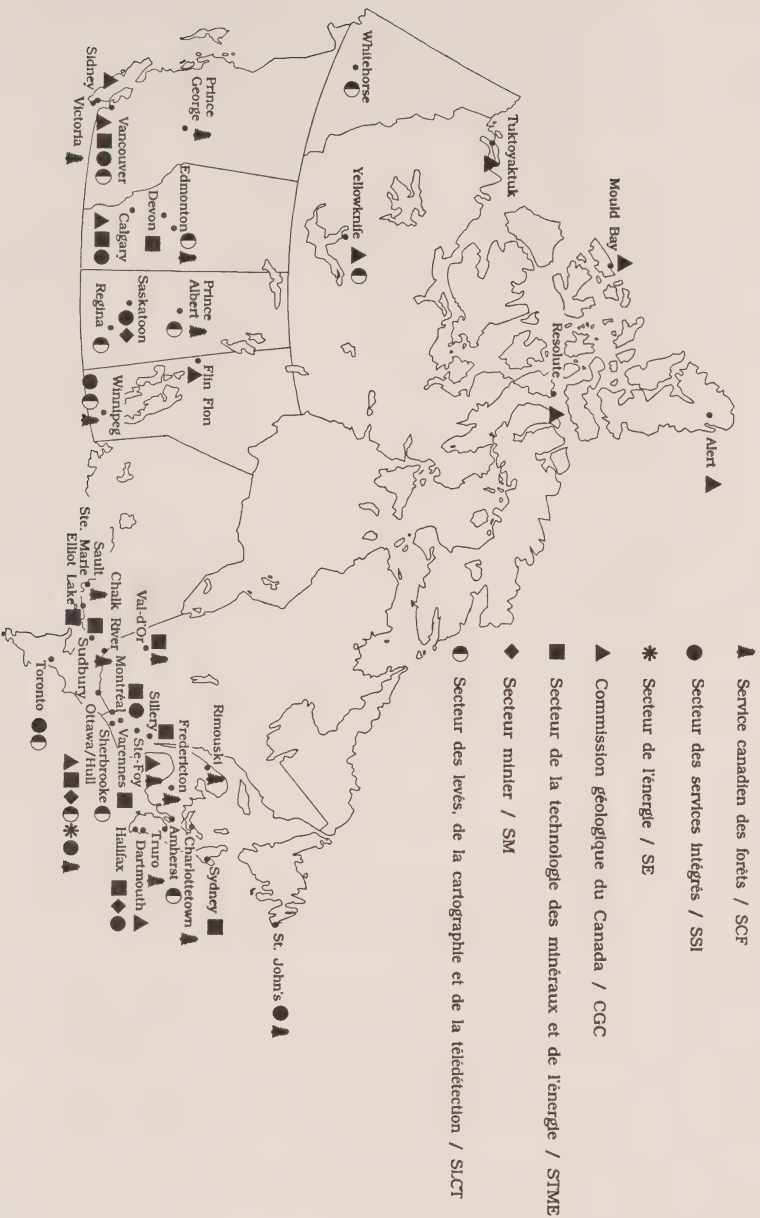 Service canadien des forêts / SCF
Secteur des services intégrés / SSI
Secteur de l'énergie / SE
Commission géologique du Canada / CGC
Secteur de la technologie des minéraux et de l'énergie / STME
Secteur minier / SM
Secteur des levés, de la cartographie et de la télédétection / SLCT
Alert
Mould Bay
Resolute
Tuktoyaktuk
Whitehorse
Yellowknife
Prince
George
Sidney
Victoria
Vancouver
Edmonton
Devon
Calgary
Prince
Albert
Saskatoon
Regina
Flin Flon
Winnipeg
Sault
Ste. Marie
Elliot Lake
Sudbury
Chalk River
Val-d'Or
Toronto
Ottawa/Hull
Montréal
Varennes
Sherbrooke
Sillery
Ste-Foy
Rimouski
Fredericton
Charlottetown
Amherst
Truro
Dartmouth
Halifax
Sydney
St. John's